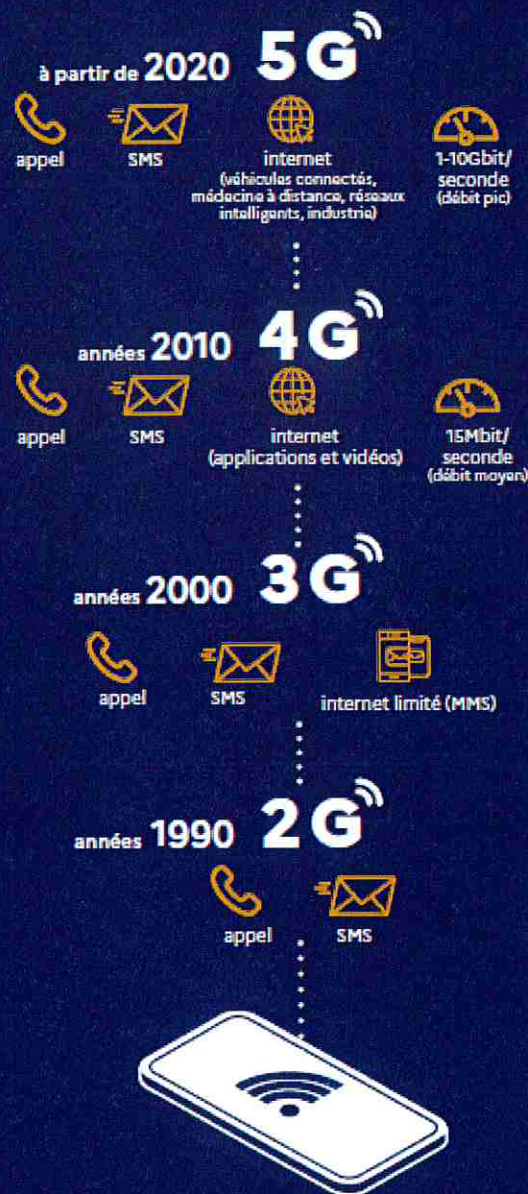 à partir de 2020 5G
appel
SMS
internet
(véhicules connectés,
médecine à distance, réseaux
intelligents, industrie)
1-10Gbit/
seconde
(débit pic)
années 2010 4G
appel
SMS
internet
(applications et vidéos)
15Mbit/
seconde
(débit moyen)
années 2000 3G
appel
SMS
internet limité (MMS)
années 1990 2G
appel
SMS